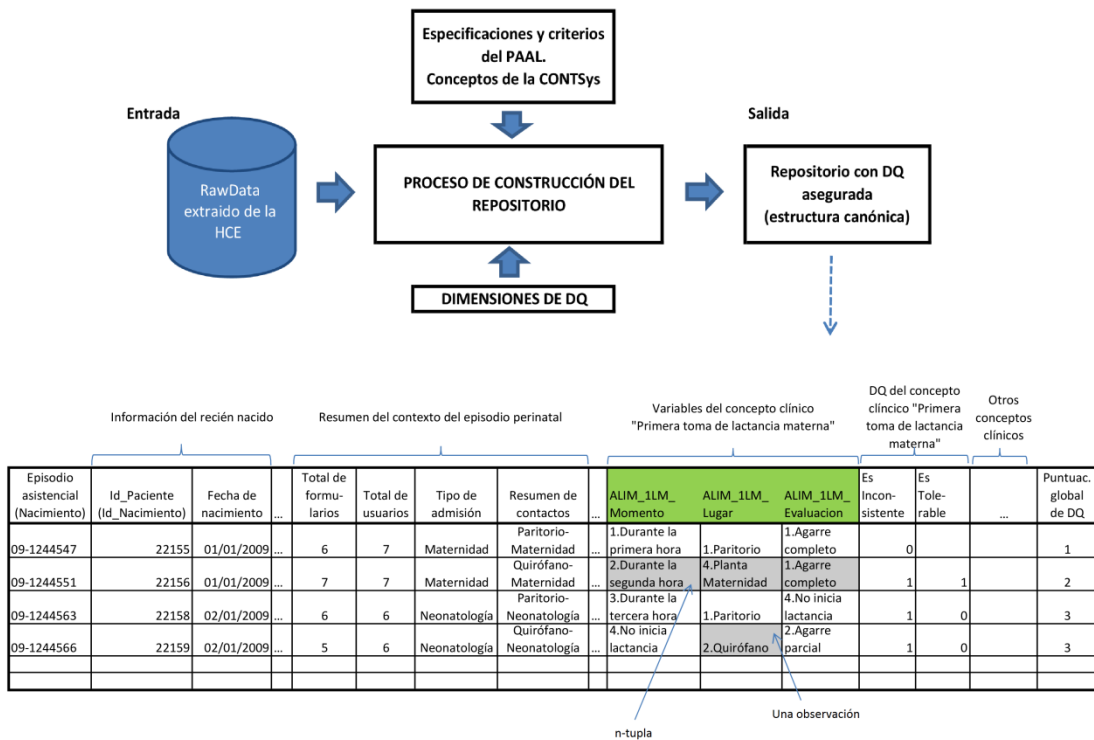 Especificaciones y criterios
del PAAL.
Conceptos de la CONTSys
Entrada
Salida
RawData
extraido de la
HCE
PROCESO DE CONSTRUCCIÓN DEL
REPOSITORIO
Repositorio con DQ
asegurada
(estructura canónica)
DIMENSIONES DE DQ
Información del recién nacido
Resumen del contexto del episodio perinatal
Variables del concepto clínico
"Primera toma de lactancia materna"
DQ del concepto
clíncico "Primera
toma de lactancia
materna"
Otros
conceptos
clínicos
Episodio
asistencial
(Nacimiento)
Id_Paciente
(Id_Nacimiento)
Fecha de
nacimiento
...
Total de
formu-
larios
Total de
usuarios
Tipo de
admisión
Resumen de
contactos
...
ALIM_1LM_
Momento
ALIM_1LM_
Lugar
ALIM_1LM_
Evaluacion
Es
Incon-
sistente
Es
Tole-
rable
...
Puntuac.
global
de DQ
09-1244547
22155
01/01/2009
...
6
7
Maternidad
Paritorio-
Maternidad
...
1.Durante la
primera hora
1.Paritorio
1.Agarre
completo
0
1
09-1244551
22156
01/01/2009
...
7
7
Maternidad
Quirófano-
Maternidad
...
2.Durante la
segunda hora
4.Planta
Maternidad
1.Agarre
completo
1
1
2
09-1244563
22158
02/01/2009
...
6
6
Neonatología
Paritorio-
Neonatología
...
3.Durante la
tercera hora
1.Paritorio
4.No inicia
lactancia
1
0
3
09-1244566
22159
02/01/2009
...
5
6
Neonatología
Quirófano-
Neonatología
...
4.No inicia
lactancia
2.Quirófano
2.Agarre
parcial
1
0
3
Una observación
n-tupla